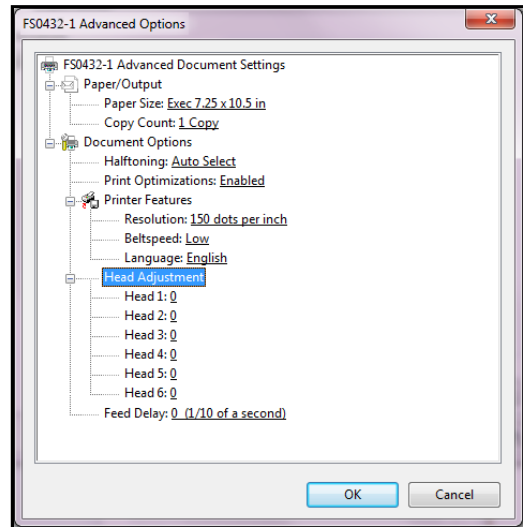 FS0432-1 Advanced Options
FS0432-1 Advanced Document Settings
Paper/Output
Paper Size: Exec 7.25 x 10.5 in
Copy Count: 1 Copy
Document Options
Halftoning: Auto Select
Print Optimizations: Enabled
Printer Features
Resolution: 150 dots per inch
Beltspeed: Low
Language: English
Head Adjustment
Head 1: 0
Head 2: 0
Head 3: 0
Head 4: 0
Head 5: 0
Head 6: 0
Feed Delay: 0 (1/10 of a second)
OK Cancel